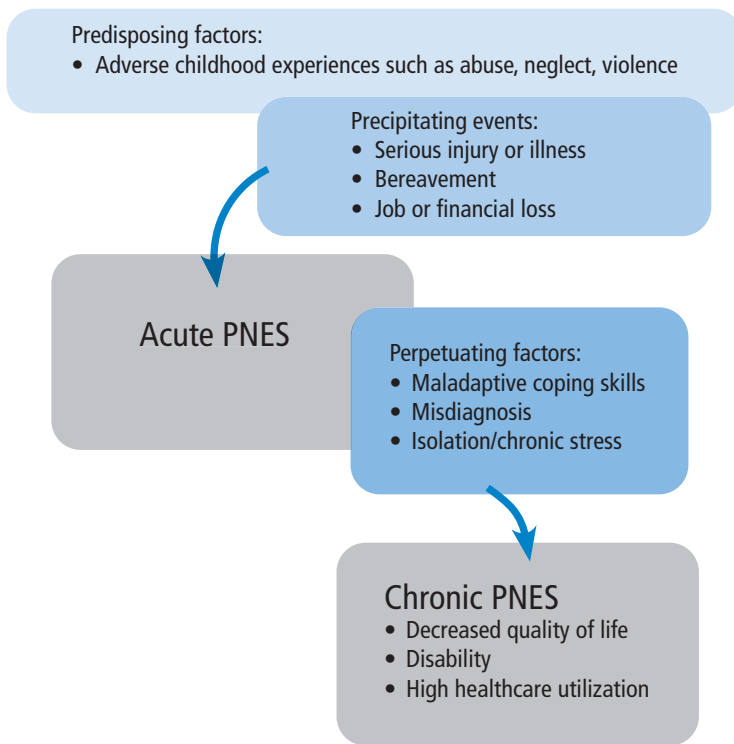 Predisposing factors:
• Adverse childhood experiences such as abuse, neglect, violence
Precipitating events:
• Serious injury or illness
• Bereavement
• Job or financial loss
Acute PNES
Perpetuating factors:
• Maladaptive coping skills
• Misdiagnosis
• Isolation/chronic stress
Chronic PNES
• Decreased quality of life
• Disability
• High healthcare utilization